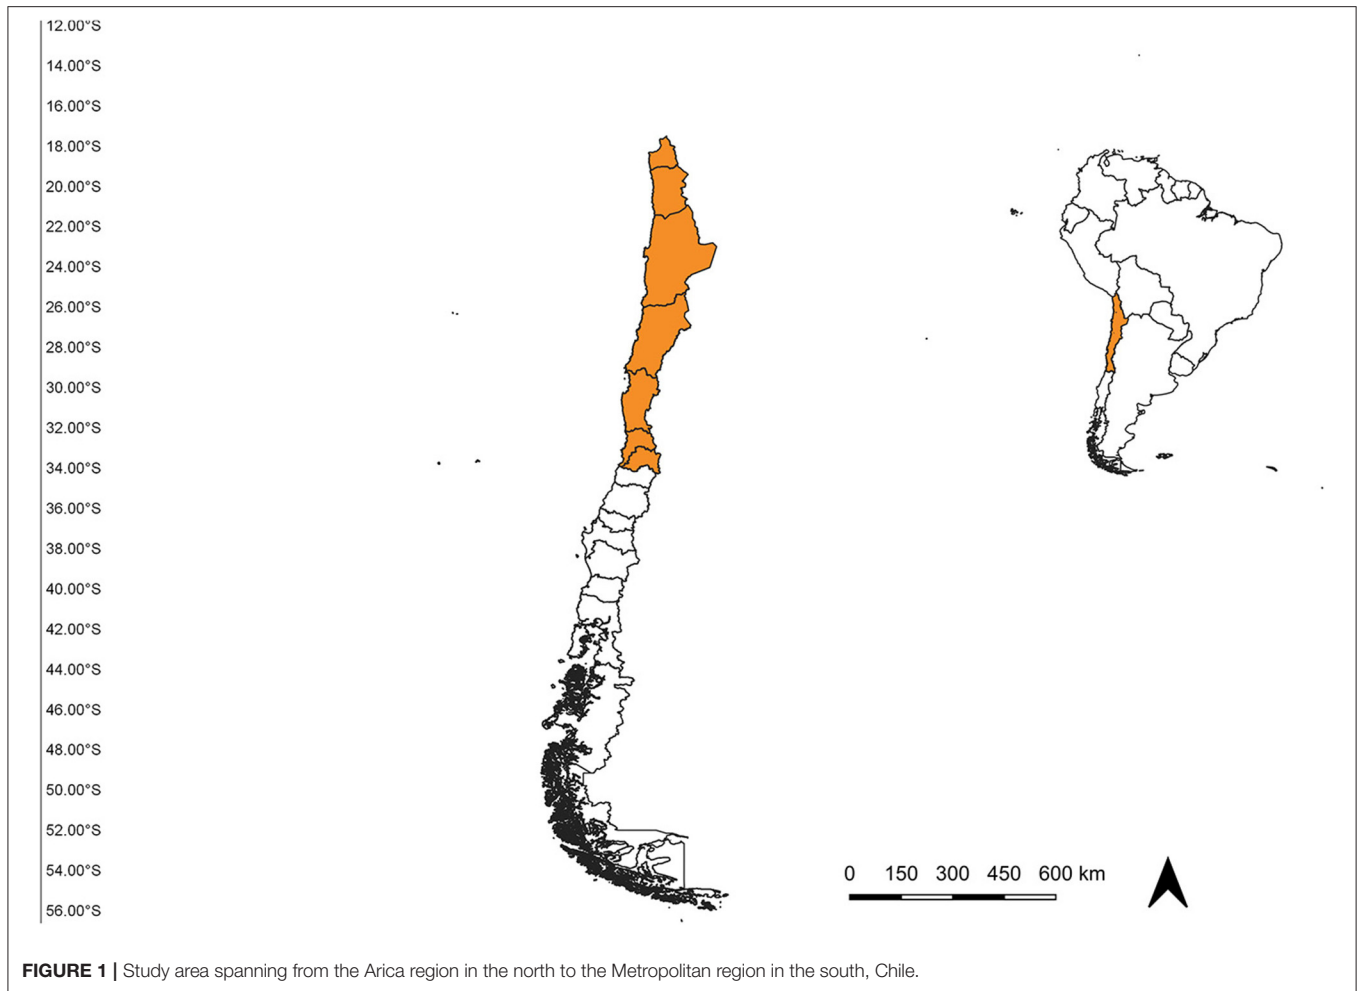 12.00°S
14.00°S
16.00°S
18.00°S
20.00°S
22.00°S
24.00°S
26.00°S
28.00°S
30.00°S
32.00°S
34.00°S
36.00°S
38.00°S
40.00°S
42.00°S
44.00°S
46.00°S
48.00°S
50.00°S
52.00°S
54.00°S
56.00°S
0 150 300 450 600 km
FIGURE 1 | Study area spanning from the Arica region in the north to the Metropolitan region in the south, Chile.